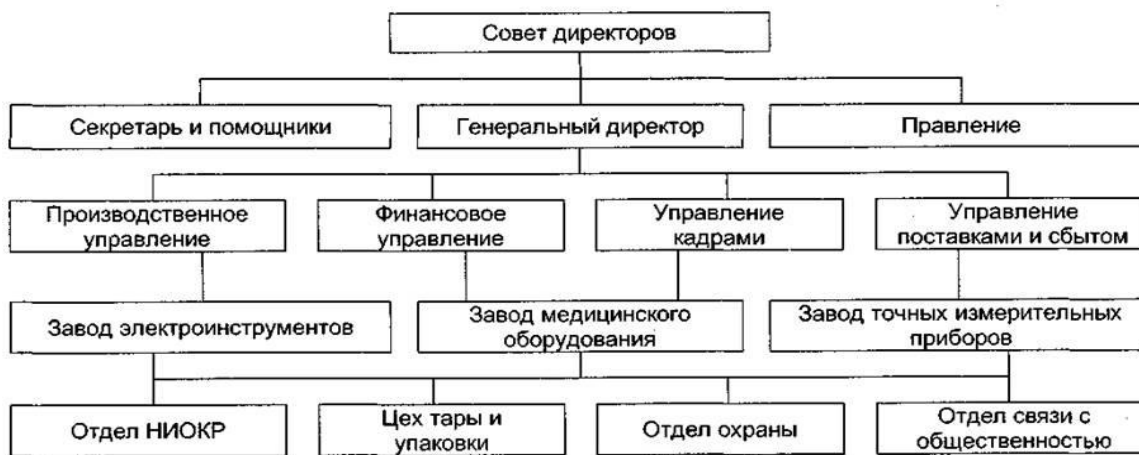 Совет директоров
Секретарь и помощники
Генеральный директор
Правление
Производственное
управление
Финансовое
управление
Управление
кадрами
Управление
поставками и сбытом
Завод электроинструментов
Завод медицинского
оборудования
Завод точных измерительных
приборов
Отдел НИОКР
Цех тары и
упаковки
Отдел охраны
Отдел связи с
общественностью